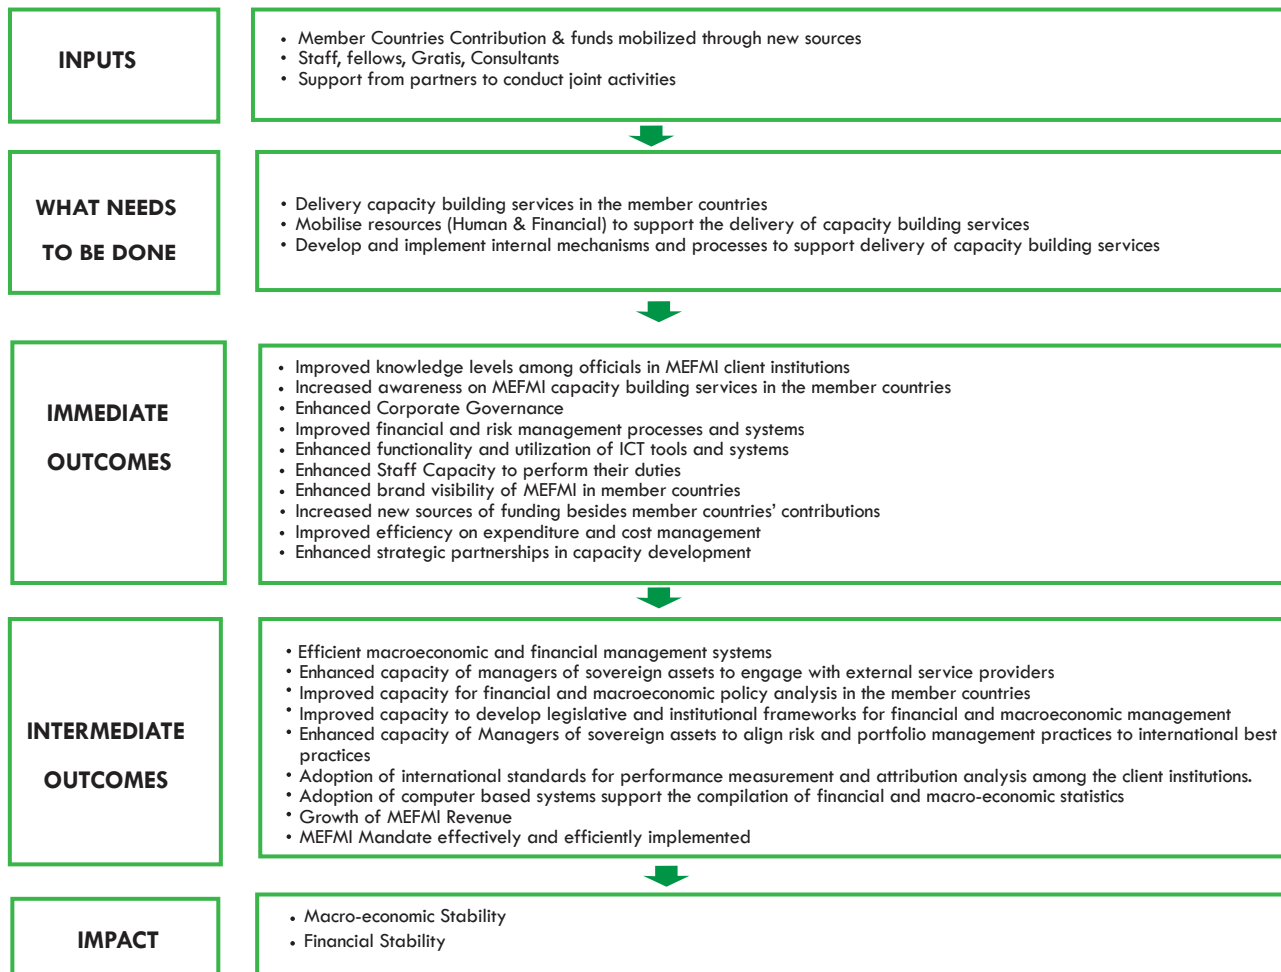 INPUTS
• Member Countries Contribution & funds mobilized through new sources
• Staff, fellows, Gratis, Consultants
• Support from partners to conduct joint activities
WHAT NEEDS
TO BE DONE
• Delivery capacity building services in the member countries
• Mobilise resources (Human & Financial) to support the delivery of capacity building services
• Develop and implement internal mechanisms and processes to support delivery of capacity building services
IMMEDIATE
OUTCOMES
• Improved knowledge levels among officials in MEFMI client institutions
• Increased awareness on MEFMI capacity building services in the member countries
• Enhanced Corporate Governance
• Improved financial and risk management processes and systems
• Enhanced functionality and utilization of ICT tools and systems
• Enhanced Staff Capacity to perform their duties
• Enhanced brand visibility of MEFMI in member countries
• Increased new sources of funding besides member countries’ contributions
• Improved efficiency on expenditure and cost management
• Enhanced strategic partnerships in capacity development
INTERMEDIATE
OUTCOMES
• Efficient macroeconomic and financial management systems
• Enhanced capacity of managers of sovereign assets to engage with external service providers
• Improved capacity for financial and macroeconomic policy analysis in the member countries
• Improved capacity to develop legislative and institutional frameworks for financial and macroeconomic management
• Enhanced capacity of Managers of sovereign assets to align risk and portfolio management practices to international best
practices
• Adoption of international standards for performance measurement and attribution analysis among the client institutions.
• Adoption of computer based systems support the compilation of financial and macro-economic statistics
• Growth of MEFMI Revenue
• MEFMI Mandate effectively and efficiently implemented
IMPACT
• Macro-economic Stability
• Financial Stability